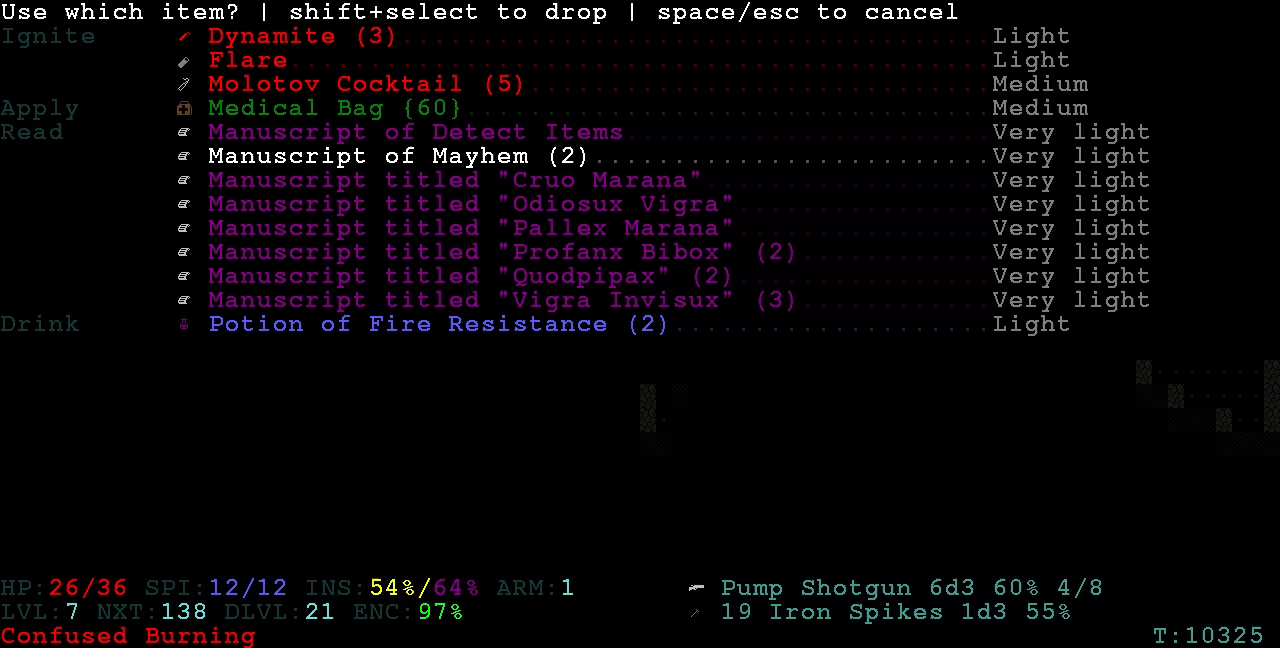 Which item? | shift+select to drop | space/esc to cancel
Ignite Dynamite (3) Light
Flare Light
Molotov Cocktail (5) Medium
Apply Medical Bag {60} Medium
Read Manuscript of Detect Items Very light
Manuscript of Mayhem (2) Very light
Manuscript titled "Cruo Marana" Very light
Manuscript titled "Odiosux Vigra" Very light
Manuscript titled "Pallex Marana" Very light
Manuscript titled "Profanx Bibox" (2) Very light
Manuscript titled "Quodpipax" (2) Very light
Manuscript titled "Vigra Invisux" (3) Very light
Drink Potion of Fire Resistance (2) Light
HP:26/36 SPI:12/12 INS:54%/64% ARM:1 Pump Shotgun 6d3 60% 4/8
LVL:7 NXT:138 DLVL:21 ENC:97% 19 Iron Spikes 1d3 55%
Confused Burning T:10325